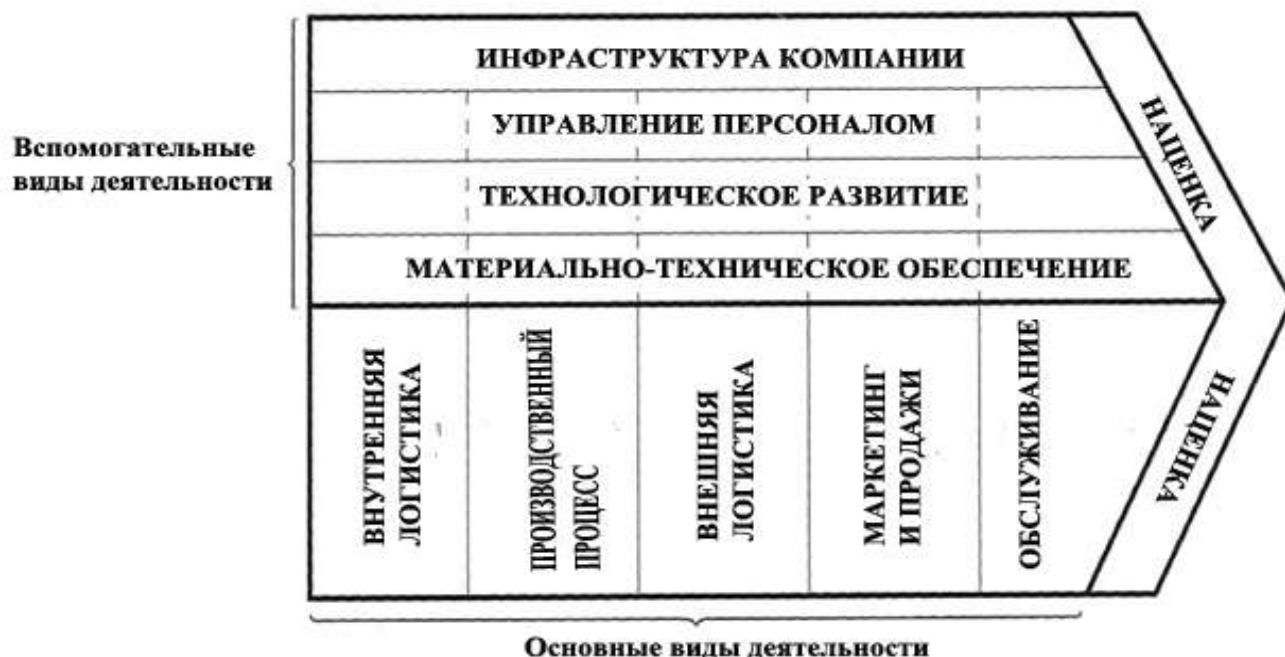 ИНФРАСТРУКТУРА КОМПАНИИ
УПРАВЛЕНИЕ ПЕРСОНАЛОМ
ТЕХНОЛОГИЧЕСКОЕ РАЗВИТИЕ
МАТЕРИАЛЬНО-ТЕХНИЧЕСКОЕ ОБЕСПЕЧЕНИЕ
Вспомогательные
виды деятельности
НАЦЕНКА
ВНУТРЕННЯЯ
ЛОГИСТИКА
ПРОИЗВОДСТВЕННЫЙ
ПРОЦЕСС
ВНЕШНЯЯ
ЛОГИСТИКА
МАРКЕТИНГ
И ПРОДАЖИ
ОБСЛУЖИВАНИЕ
НАЦЕНКА
Основные виды деятельности